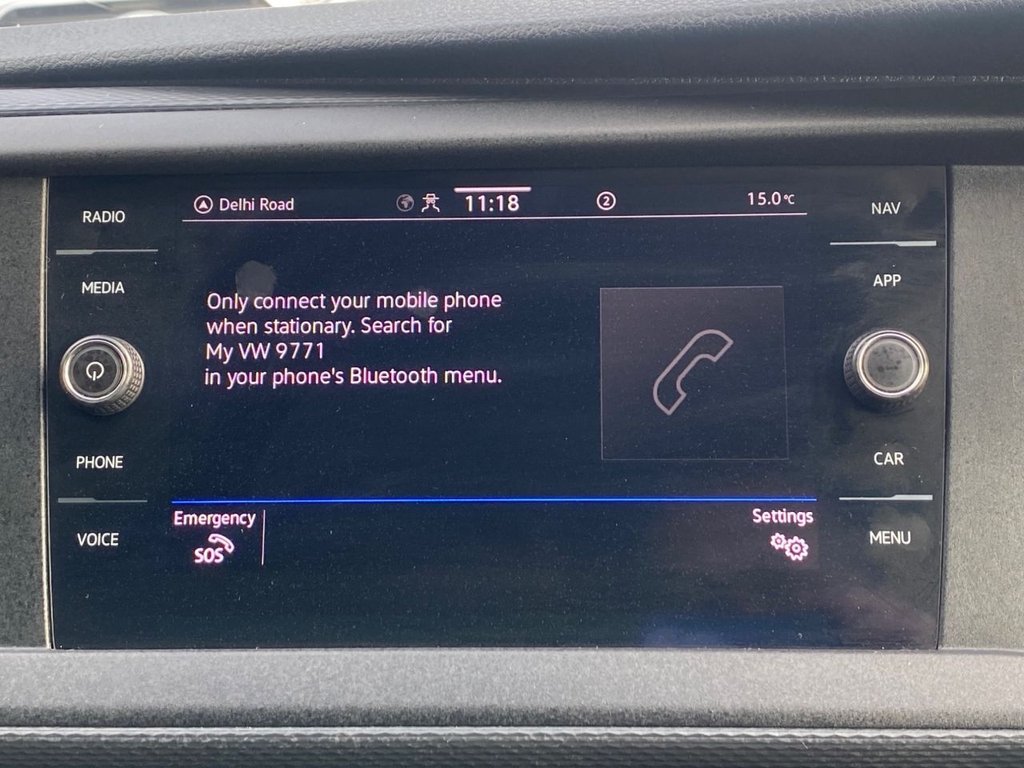 RADIO
MEDIA
PHONE
VOICE
Delhi Road
11:18
2
15.0°C
Only connect your mobile phone
when stationary. Search for
My VW 9771
in your phone's Bluetooth menu.
Emergency
SOS
Settings
NAV
APP
CAR
MENU